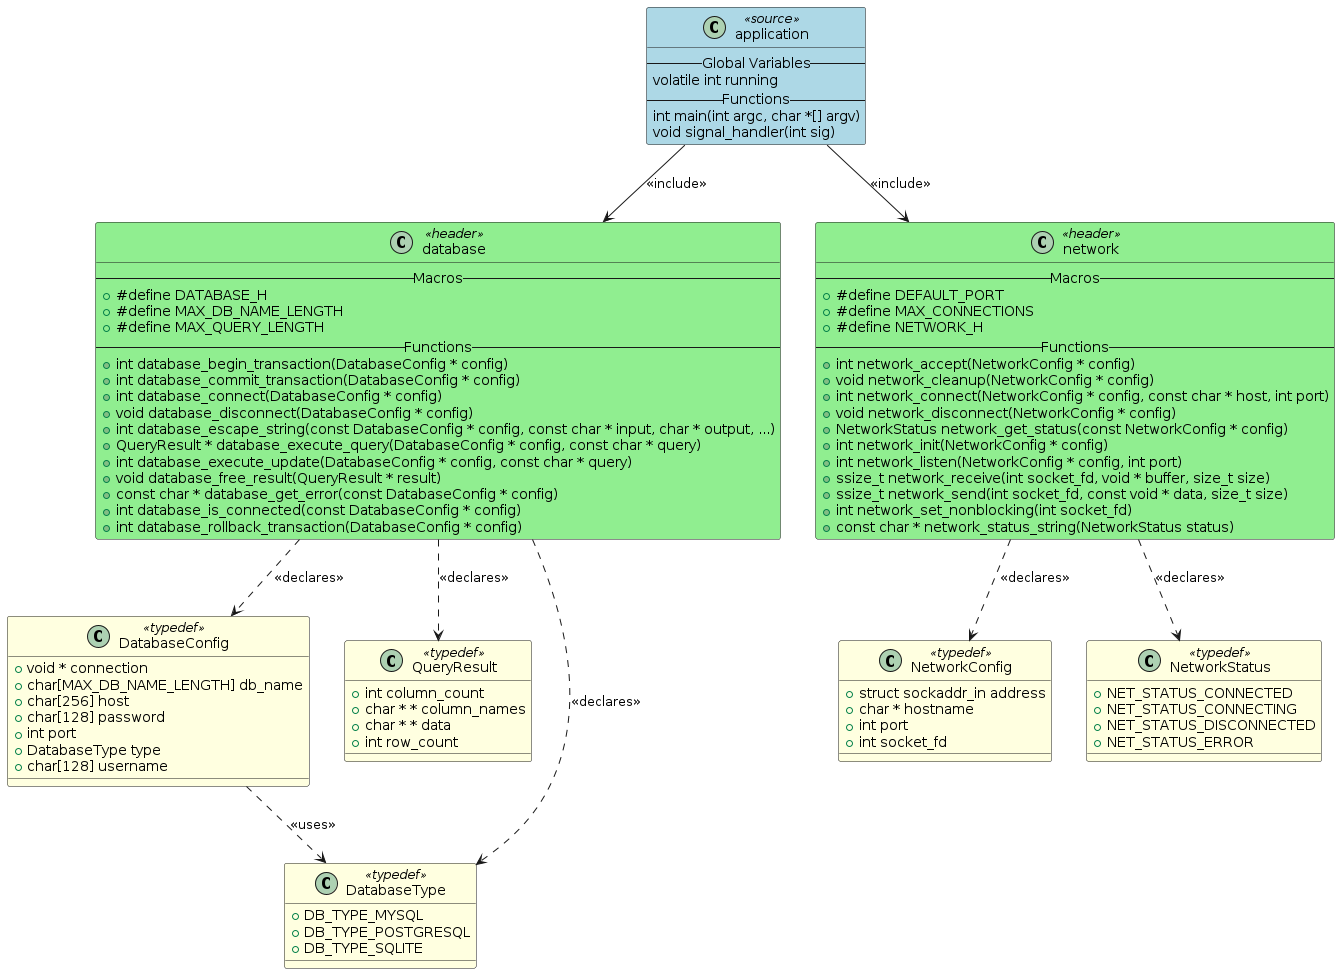 C
«source»
application
Global Variables
volatile int running
Functions
int main(int argc, char *[] argv)
void signal_handler(int sig)
«include»
«include»
C
«header»
database
Macros
#define DATABASE_H
#define MAX_DB_NAME_LENGTH
#define MAX_QUERY_LENGTH
Functions
int database_begin_transaction(DatabaseConfig * config)
int database_commit_transaction(DatabaseConfig * config)
int database_connect(DatabaseConfig * config)
void database_disconnect(DatabaseConfig * config)
int database_escape_string(const DatabaseConfig * config, const char * input, char * output, ...)
QueryResult * database_execute_query(DatabaseConfig * config, const char * query)
int database_execute_update(DatabaseConfig * config, const char * query)
void database_free_result(QueryResult * result)
const char * database_get_error(const DatabaseConfig * config)
int database_is_connected(const DatabaseConfig * config)
int database_rollback_transaction(DatabaseConfig * config)
C
«header»
network
Macros
#define DEFAULT_PORT
#define MAX_CONNECTIONS
#define NETWORK_H
Functions
int network_accept(NetworkConfig * config)
void network_cleanup(NetworkConfig * config)
int network_connect(NetworkConfig * config, const char * host, int port)
void network_disconnect(NetworkConfig * config)
NetworkStatus network_get_status(const NetworkConfig * config)
int network_init(NetworkConfig * config)
int network_listen(NetworkConfig * config, int port)
ssize_t network_receive(int socket_fd, void * buffer, size_t size)
ssize_t network_send(int socket_fd, const void * data, size_t size)
int network_set_nonblocking(int socket_fd)
const char * network_status_string(NetworkStatus status)
«declares»
«declares»
«declares»
«declares»
«declares»
C
«typedef»
DatabaseConfig
void * connection
char[MAX_DB_NAME_LENGTH] db_name
char[256] host
char[128] password
int port
DatabaseType type
char[128] username
C
«typedef»
QueryResult
int column_count
char * * column_names
char * * data
int row_count
C
«typedef»
NetworkConfig
struct sockaddr_in address
char * hostname
int port
int socket_fd
C
«typedef»
NetworkStatus
NET_STATUS_CONNECTED
NET_STATUS_CONNECTING
NET_STATUS_DISCONNECTED
NET_STATUS_ERROR
«uses»
C
«typedef»
DatabaseType
DB_TYPE_MYSQL
DB_TYPE_POSTGRESQL
DB_TYPE_SQLITE